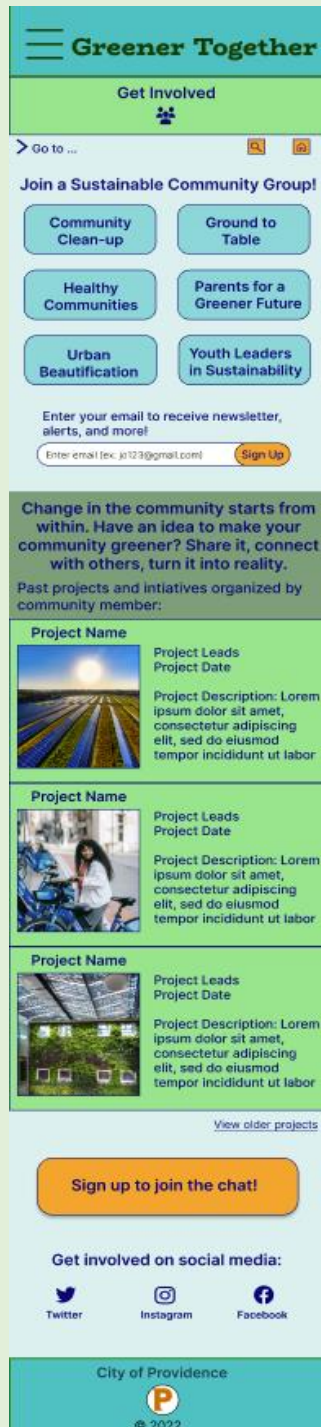 Greener Together
Get Involved
Go to ...
Join a Sustainable Community Group!
Community
Clean-up
Ground to
Table
Healthy
Communities
Parents for a
Greener Future
Urban
Beautification
Youth Leaders
in Sustainability
Enter your email to receive newsletter,
alerts, and more!
Enter email (ex: jo123@gmail.com)
Sign Up
Change in the community starts from
within. Have an idea to make your
community greener? Share it, connect
with others, turn it into reality.
Past projects and intiatives organized by
community member:
Project Name
Project Leads
Project Date
Project Description: Lorem
ipsum dolor sit amet,
consectetur adipiscing
elit, sed do eiusmod
tempor incididunt ut labor
Project Name
Project Leads
Project Date
Project Description: Lorem
ipsum dolor sit amet,
consectetur adipiscing
elit, sed do eiusmod
tempor incididunt ut labor
Project Name
Project Leads
Project Date
Project Description: Lorem
ipsum dolor sit amet,
consectetur adipiscing
elit, sed do eiusmod
tempor incididunt ut labor
View older projects
Sign up to join the chat!
Get involved on social media:
Twitter
Instagram
Facebook
City of Providence
P
© 2022